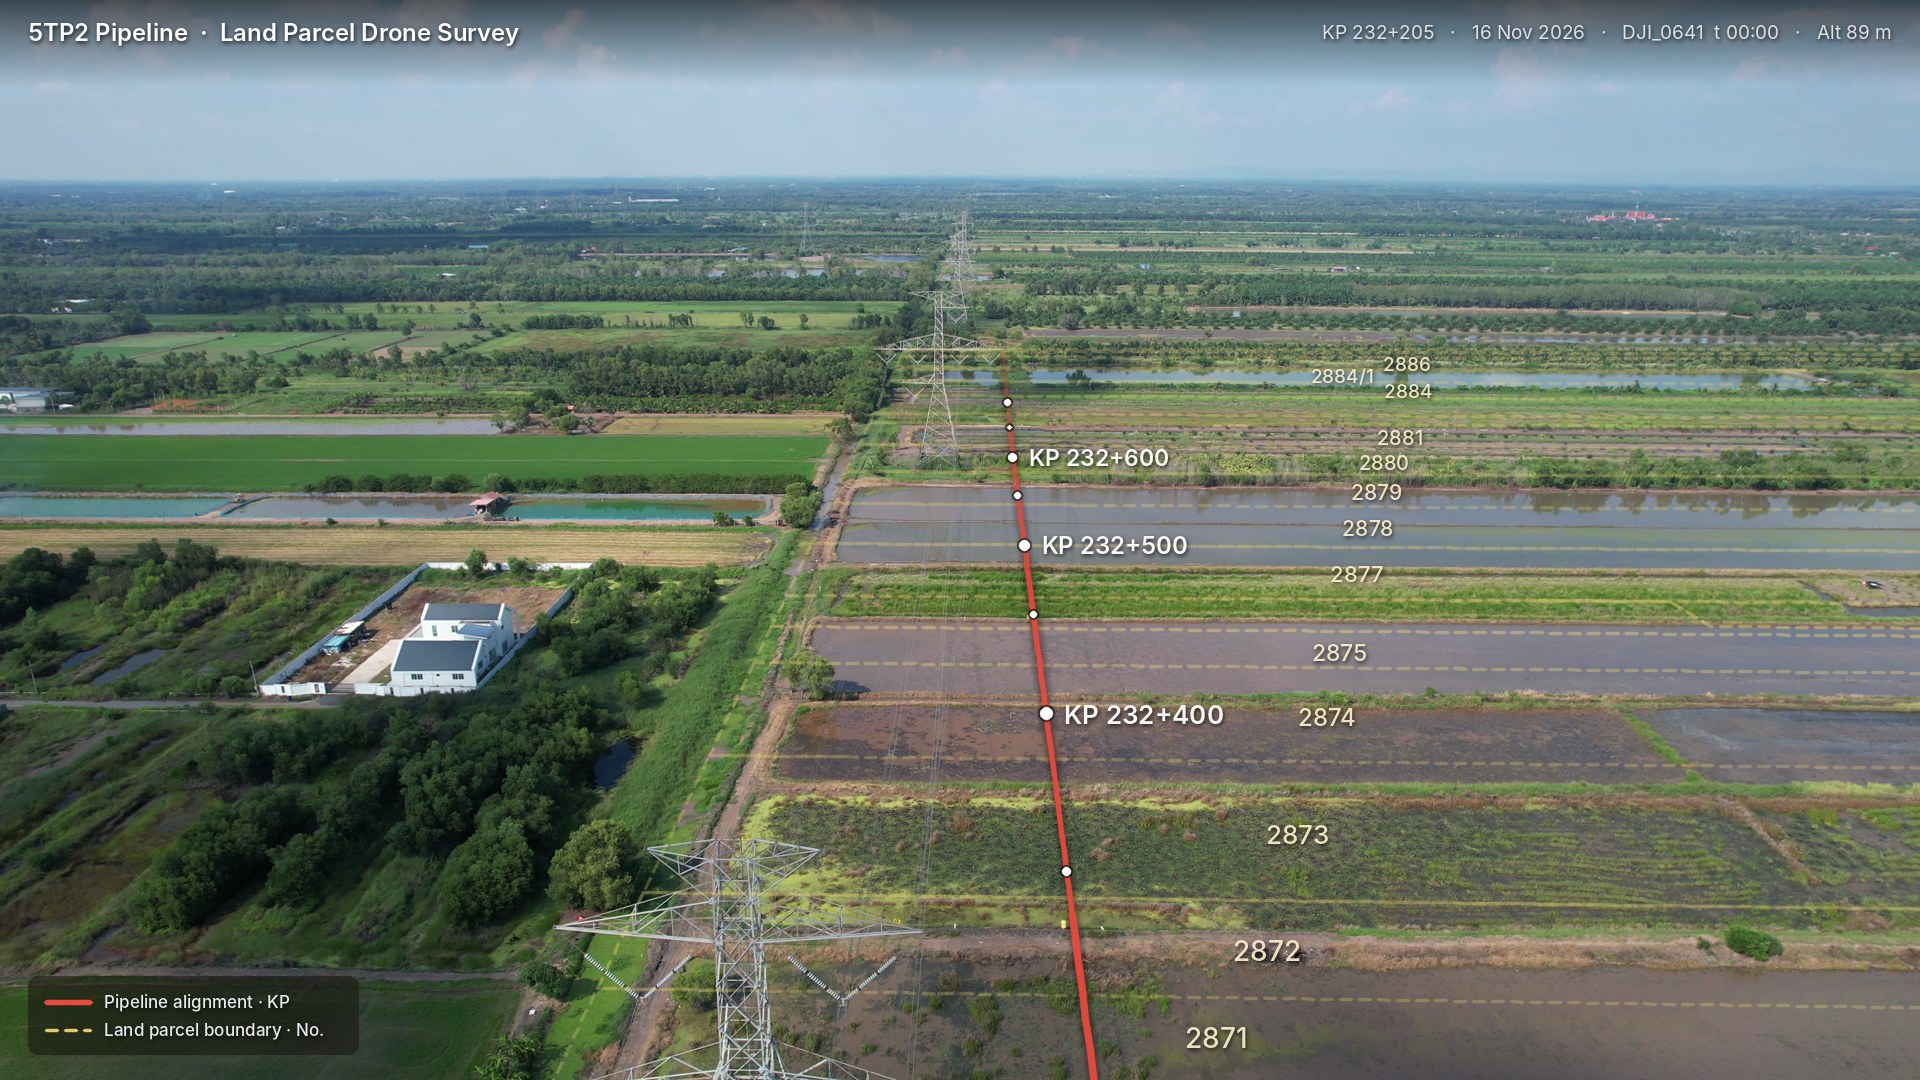 5TP2 Pipeline · Land Parcel Drone Survey
KP 232+205 · 16 Nov 2026 · DJI_0641 t 00:00 · Alt 89 m
2886
2884/1
2884
2881
KP 232+600
2880
2879
2878
KP 232+500
2877
2875
KP 232+400
2874
2873
2872
2871
Pipeline alignment · KP
Land parcel boundary · No.